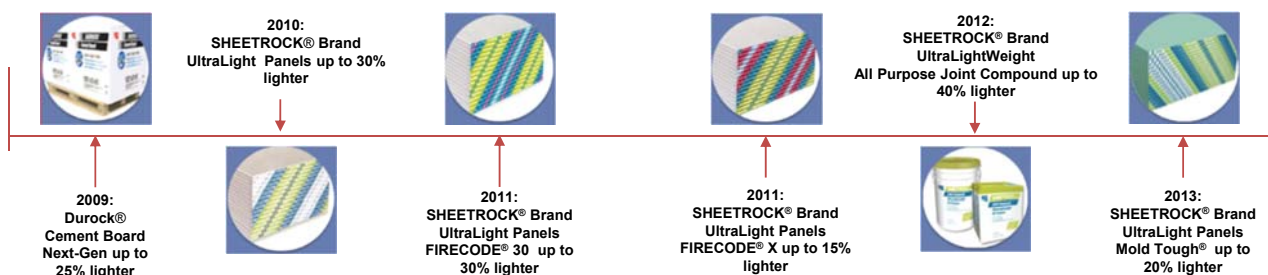 2009:
Durock®
Cement Board
Next-Gen up to
25% lighter
2010:
SHEETROCK® Brand
UltraLight Panels up to 30%
lighter
2011:
SHEETROCK® Brand
UltraLight Panels
FIRECODE® 30 up to
30% lighter
2011:
SHEETROCK® Brand
UltraLight Panels
FIRECODE® X up to 15%
lighter
2012:
SHEETROCK® Brand
UltraLightWeight
All Purpose Joint Compound up to
40% lighter
2013:
SHEETROCK® Brand
UltraLight Panels
Mold Tough® up to
20% lighter